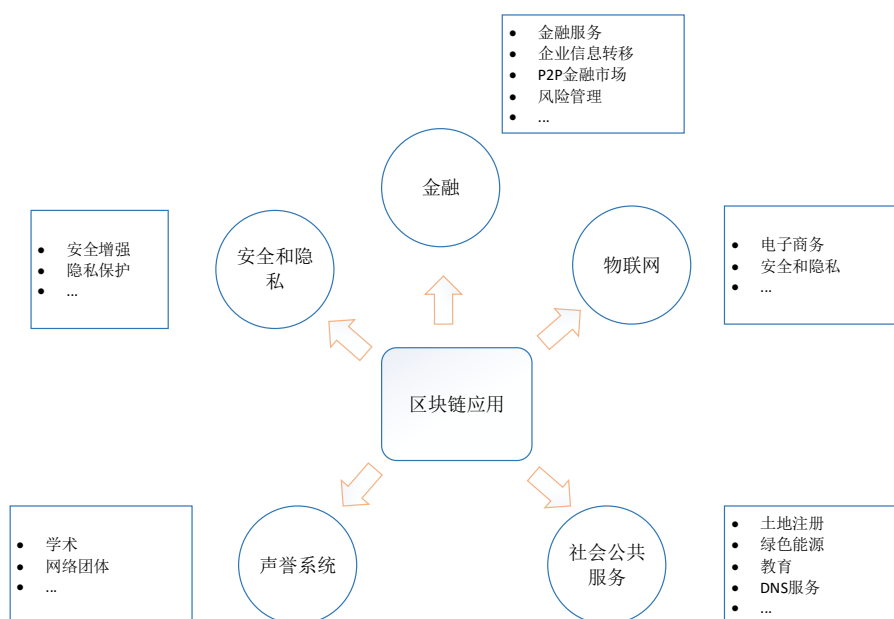 ● 金融服务
● 企业信息转移
● P2P金融市场
● 风险管理
● ...
金融
● 安全增强
● 隐私保护
● ...
安全和隐
私
物联网
● 电子商务
● 安全和隐私
● ...
区块链应用
● 学术
● 网络团体
● ...
声誉系统
社会公共
服务
● 土地注册
● 绿色能源
● 教育
● DNS服务
● ...